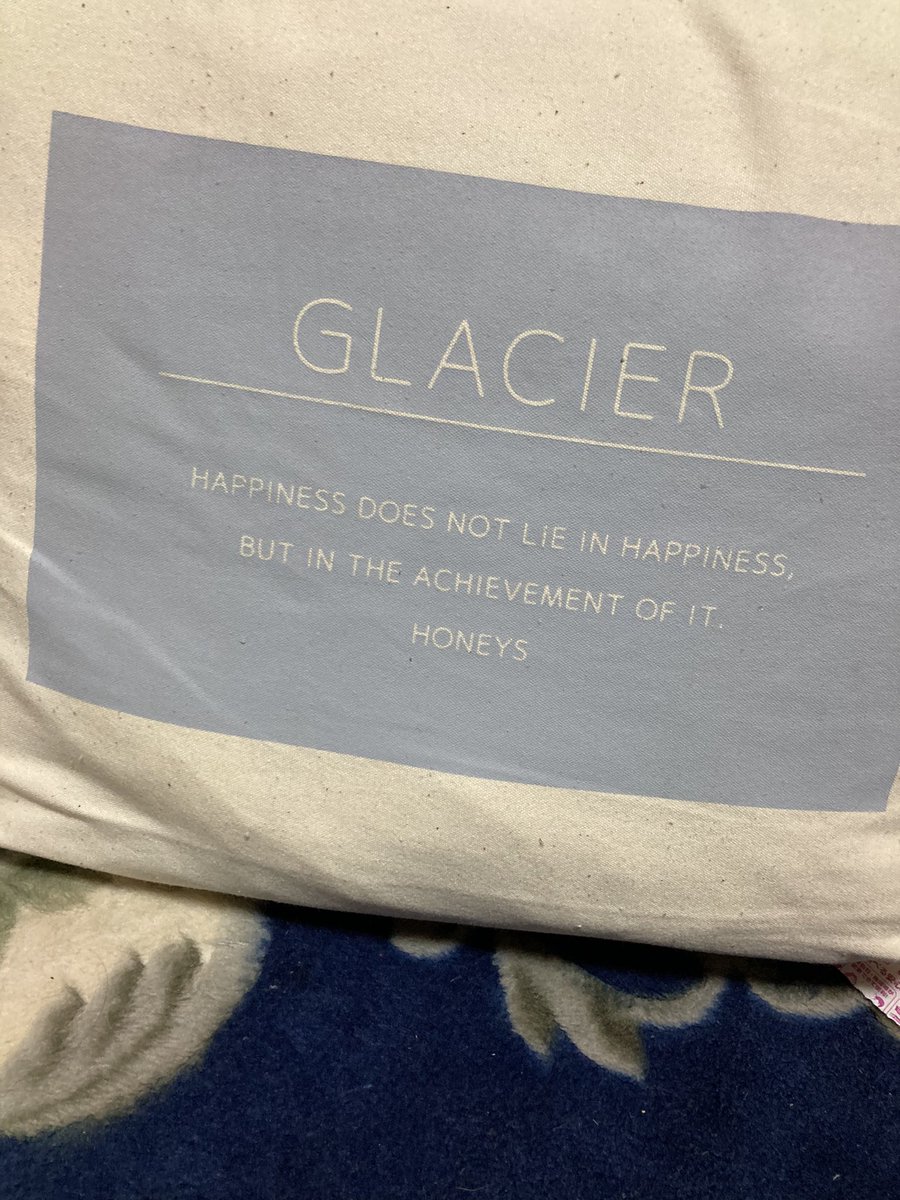 GLACIER
HAPPINESS DOES NOT LiE IN HAPPINESS,
BUT IN THE ACHIEVEMENT OF IT.
HONEYS